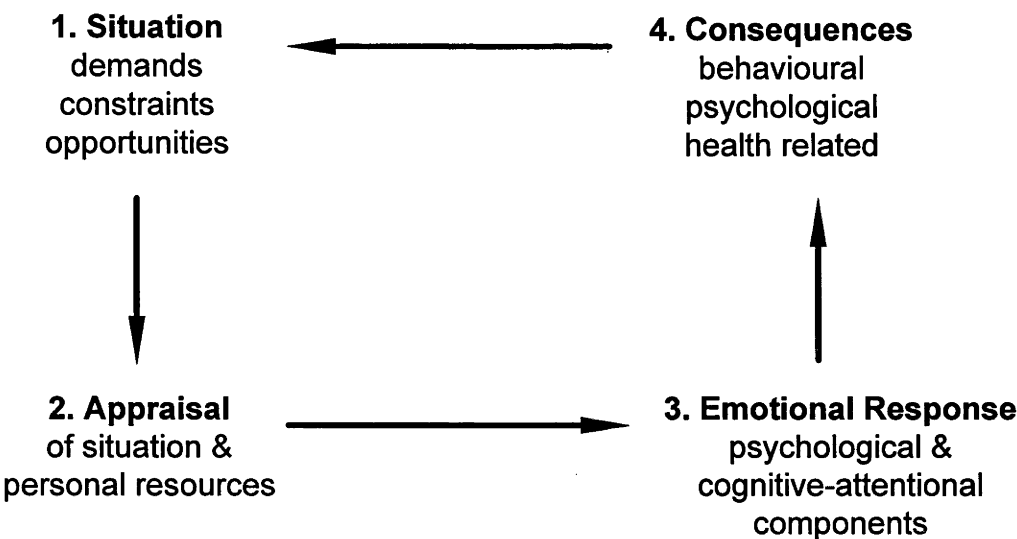 1. Situation
demands
constraints
opportunities
4. Consequences
behavioural
psychological
health related
2. Appraisal
of situation &
personal resources
3. Emotional Response
psychological &
cognitive-attentional
components